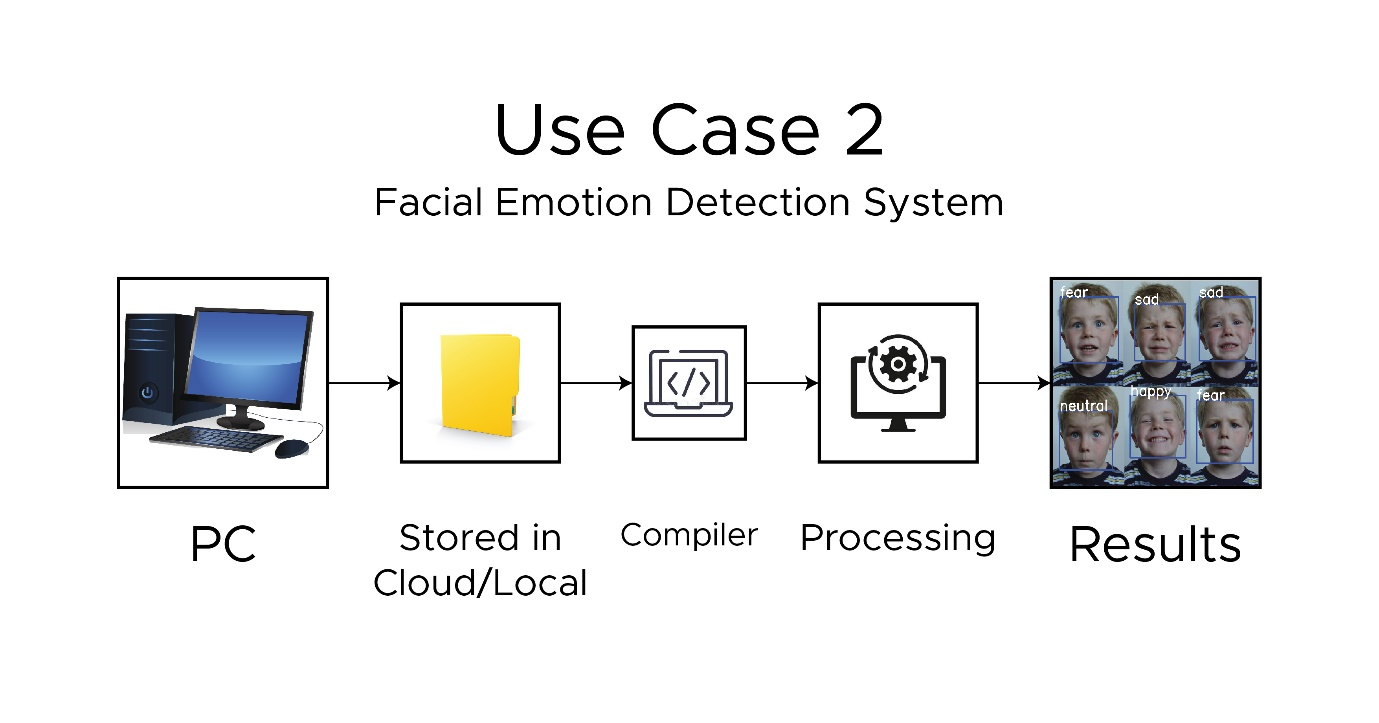 Use Case 2
Facial Emotion Detection System
fear
sad
sad
neutral
happy
fear
PC
Stored in
Cloud/Local
Compiler
Processing
Results